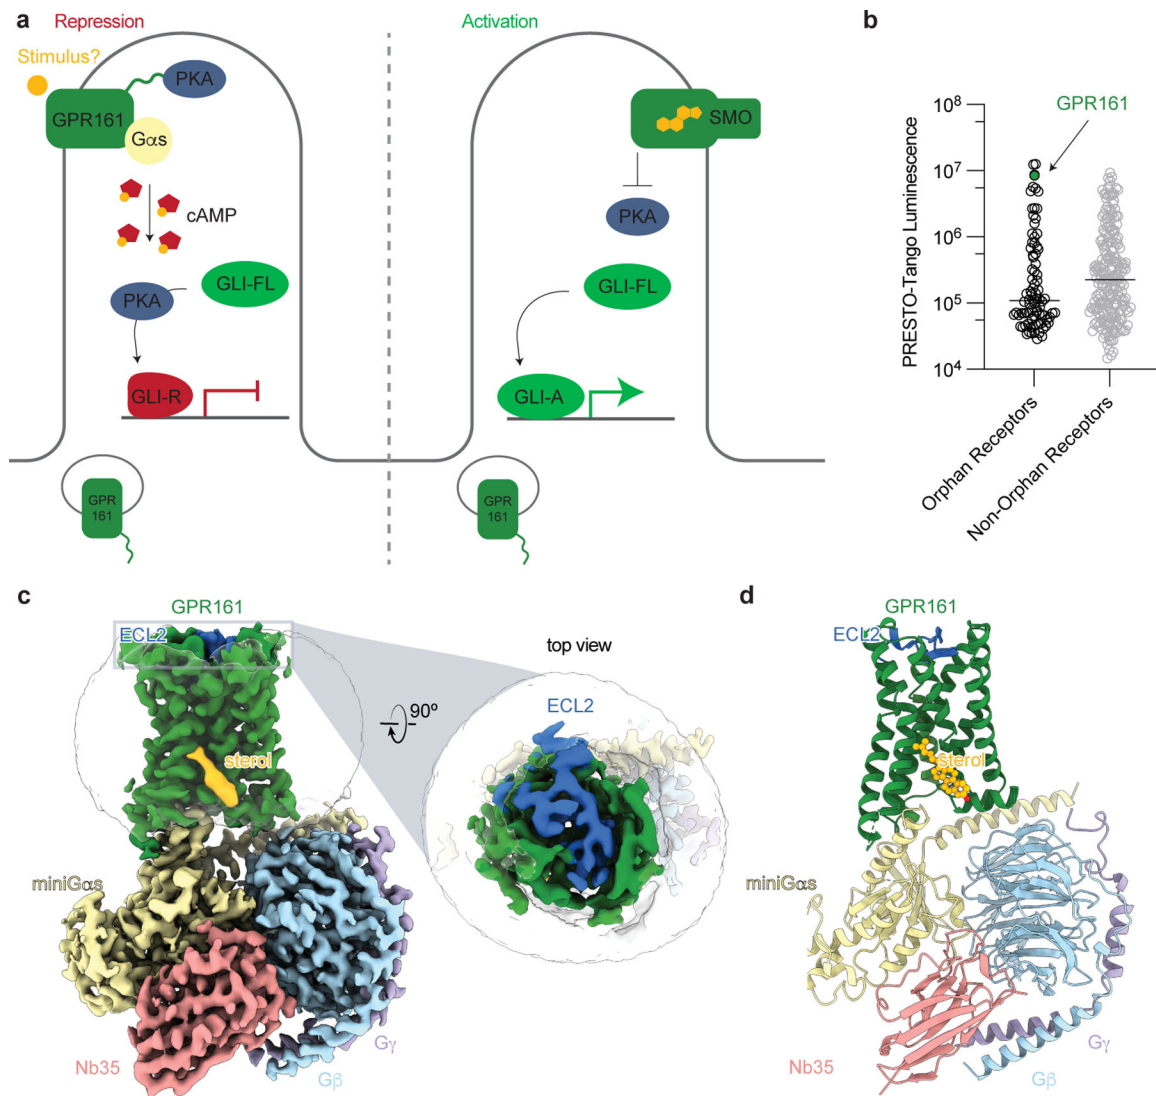 a
Repression
Stimulus?
PKA
GPR161
Gαs
cAMP
PKA
GLI-FL
GLI-R
GPR
161
Activation
SMO
PKA
GLI-FL
GLI-A
GPR
161
b
GPR161
PRESTO-Tango Luminescence
10⁸
10⁷
10⁶
10⁵
10⁴
Orphan Receptors
Non-Orphan Receptors
c
GPR161
ECL2
sterol
miniGαs
Nb35
Gβ
Gγ
90º
top view
ECL2
d
GPR161
ECL2
sterol
miniGαs
Nb35
Gγ
Gβ